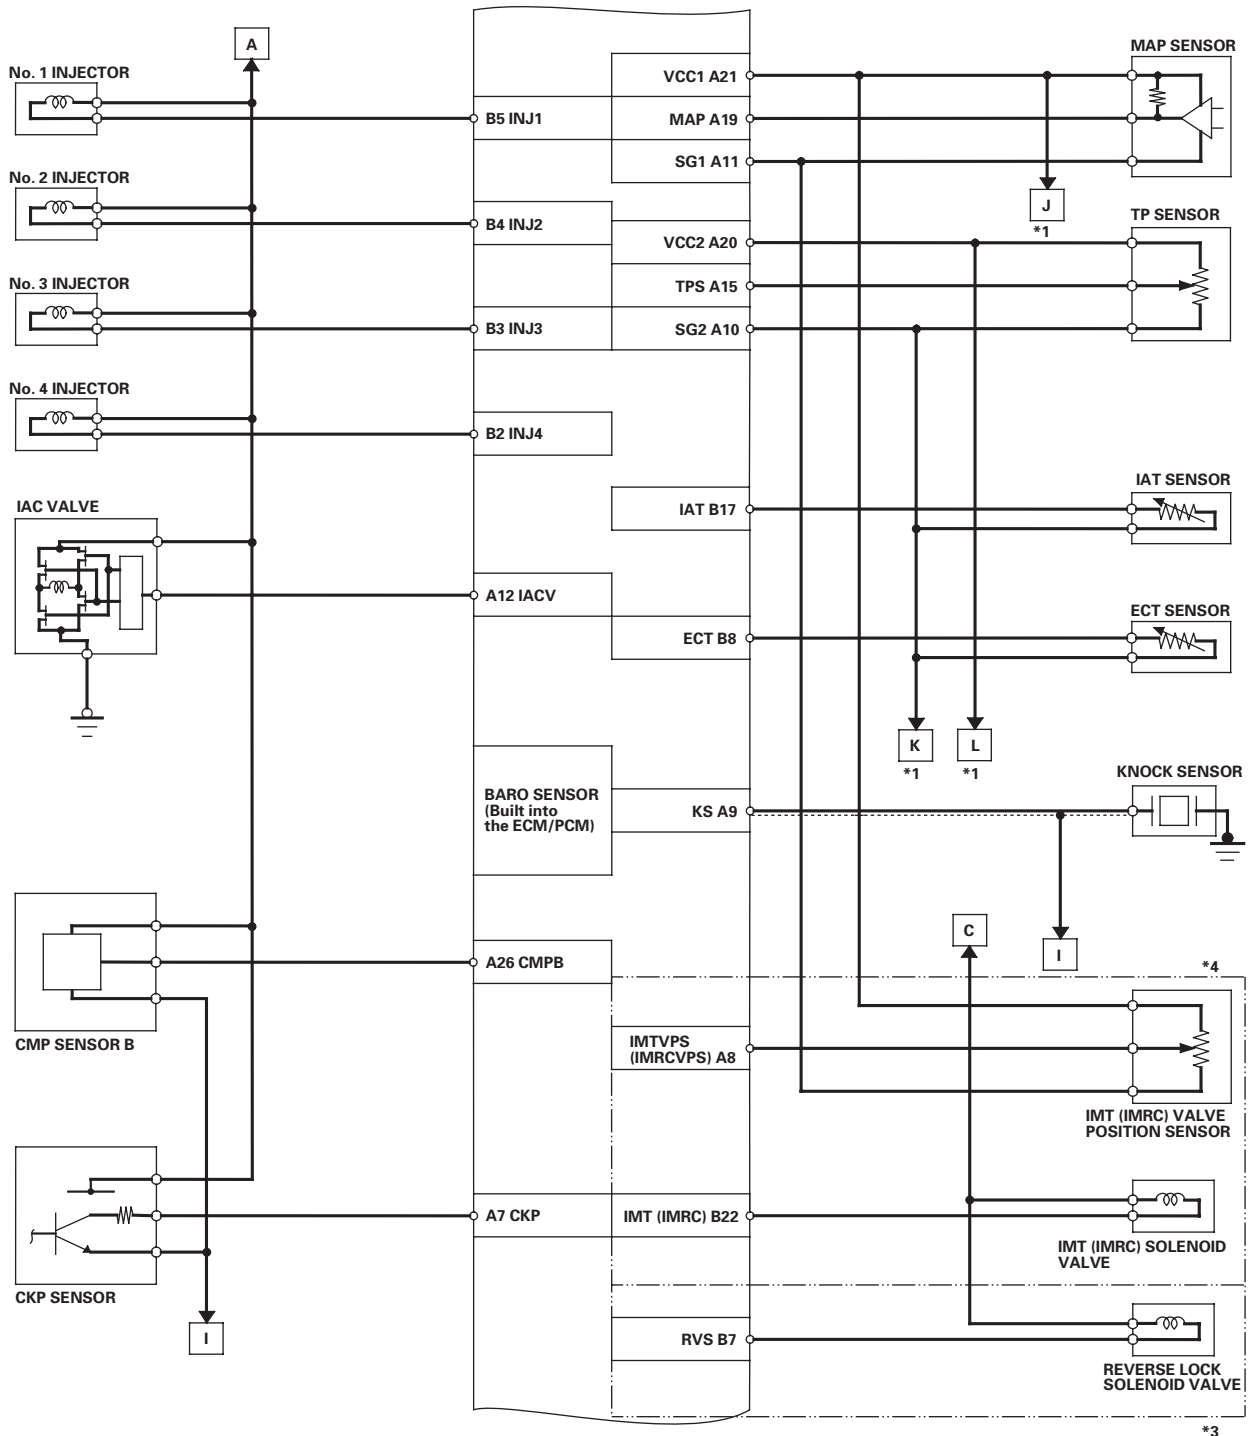 A
No. 1 INJECTOR
B5 INJ1
No. 2 INJECTOR
B4 INJ2
No. 3 INJECTOR
B3 INJ3
No. 4 INJECTOR
B2 INJ4
IAC VALVE
A12 IACV
BARO SENSOR
(Built into
the ECM/PCM)
A26 CMPB
CMP SENSOR B
A7 CKP
CKP SENSOR
I
MAP SENSOR
VCC1 A21
MAP A19
SG1 A11
J
*1
TP SENSOR
VCC2 A20
TPS A15
SG2 A10
IAT SENSOR
IAT B17
ECT SENSOR
ECT B8
K
*1
L
*1
KNOCK SENSOR
KS A9
C
I
*4
IMTVPS
(IMRCVPS) A8
IMT (IMRC) VALVE
POSITION SENSOR
IMT (IMRC) B22
IMT (IMRC) SOLENOID
VALVE
RVS B7
REVERSE LOCK
SOLENOID VALVE
*3